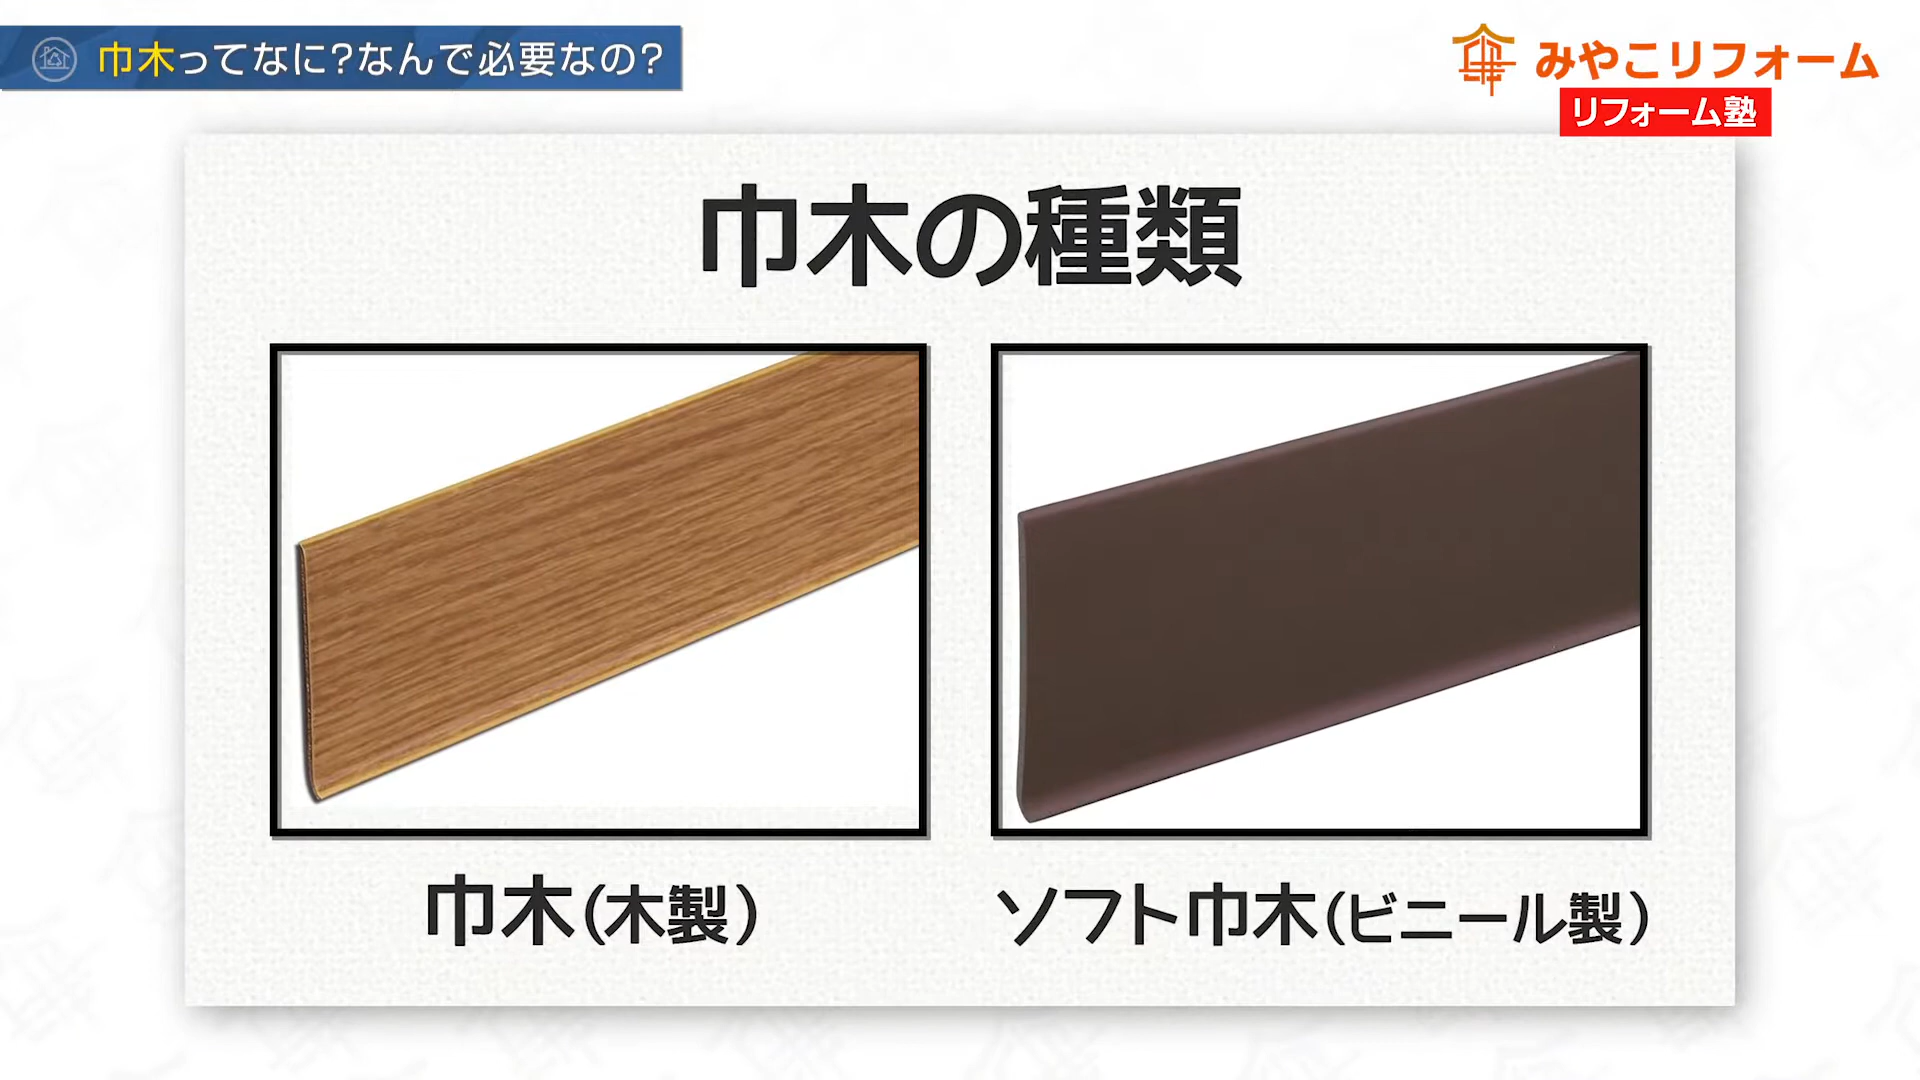 巾木ってなに?なんで必要なの?
みやこリフォーム
リフォーム塾
巾木の種類
巾木(木製)
ソフト巾木(ビニール製)